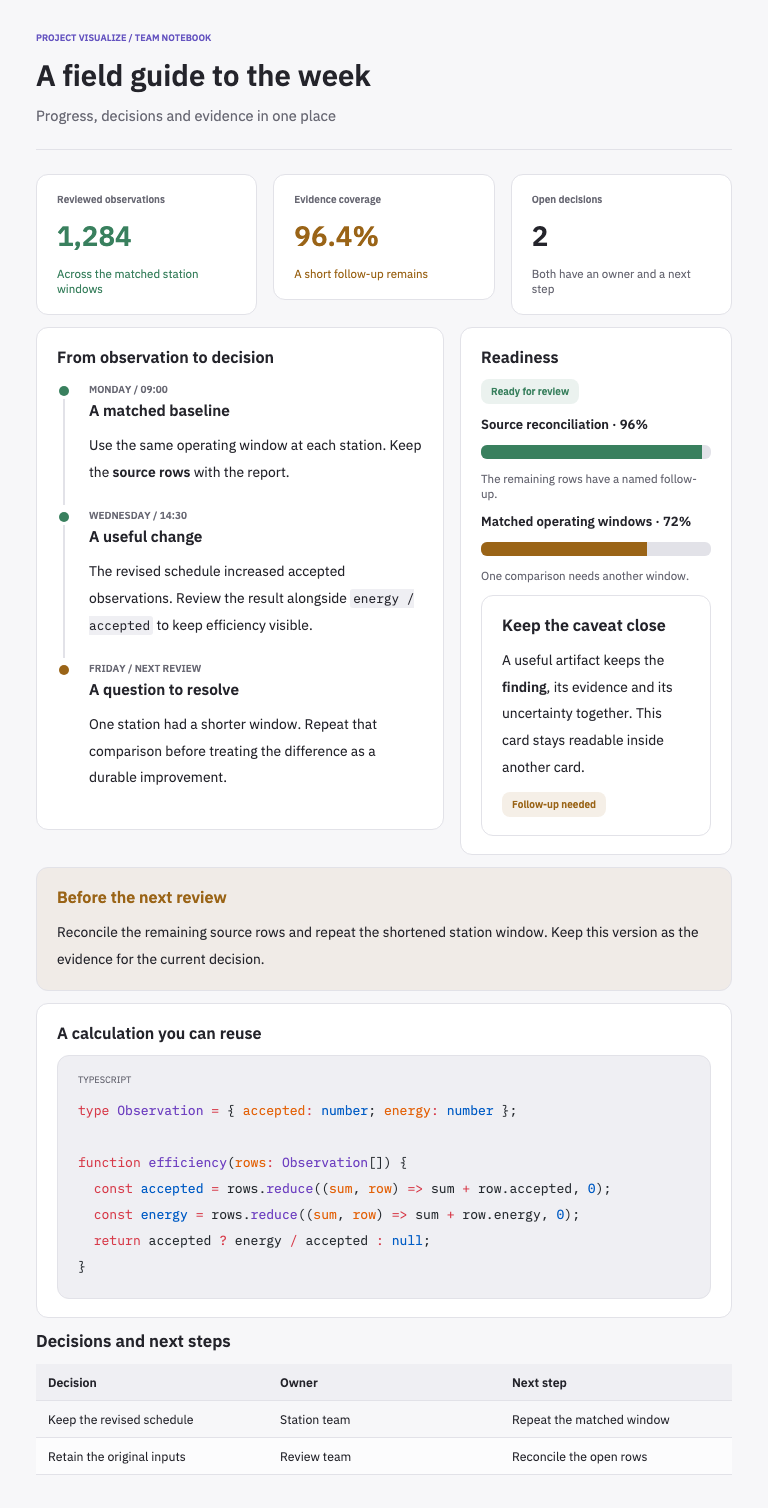 PROJECT VISUALIZE / TEAM NOTEBOOK
A field guide to the week
Progress, decisions and evidence in one place
Reviewed observations
1,284
Across the matched station
windows
Evidence coverage
96.4%
A short follow-up remains
Open decisions
2
Both have an owner and a next
step
From observation to decision
MONDAY / 09:00
A matched baseline
Use the same operating window at each station. Keep
the source rows with the report.
WEDNESDAY / 14:30
A useful change
The revised schedule increased accepted
observations. Review the result alongside energy /
accepted to keep efficiency visible.
FRIDAY / NEXT REVIEW
A question to resolve
One station had a shorter window. Repeat that
comparison before treating the difference as a
durable improvement.
Readiness
Ready for review
Source reconciliation · 96%
The remaining rows have a named follow-
up.
Matched operating windows · 72%
One comparison needs another window.
Keep the caveat close
A useful artifact keeps the
finding, its evidence and its
uncertainty together. This
card stays readable inside
another card.
Follow-up needed
Before the next review
Reconcile the remaining source rows and repeat the shortened station window. Keep this version as the
evidence for the current decision.
A calculation you can reuse
TYPESCRIPT
type Observation = { accepted: number; energy: number };
function efficiency(rows: Observation[]) {
  const accepted = rows.reduce((sum, row) => sum + row.accepted, 0);
  const energy = rows.reduce((sum, row) => sum + row.energy, 0);
  return accepted ? energy / accepted : null;
}
Decisions and next steps
Decision Owner Next step
Keep the revised schedule Station team Repeat the matched window
Retain the original inputs Review team Reconcile the open rows